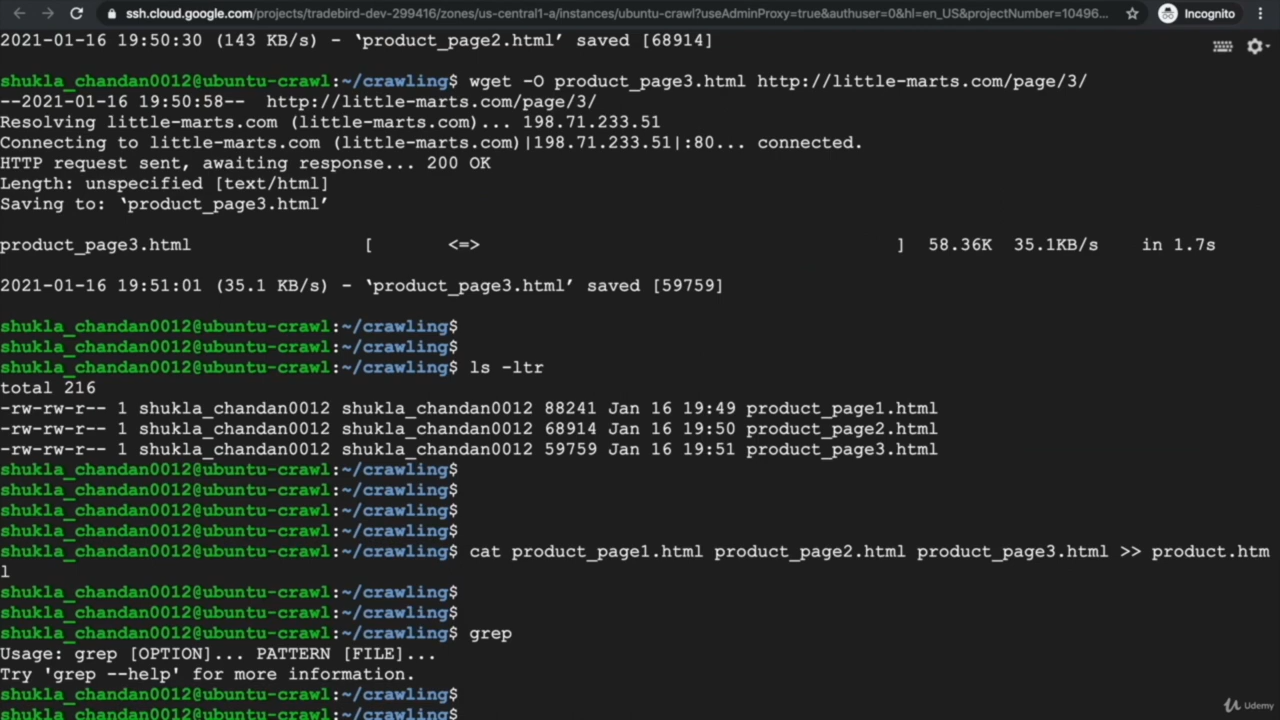 ssh.cloud.google.com/projects/tradebird-dev-299416/zones/us-central1-a/instances/ubuntu-crawl?useAdminProxy=true&authuser=0&hl=en_US&projectNumber=10496... Incognito
2021-01-16 19:50:30 (143 KB/s) - ‘product_page2.html’ saved [68914]
shukla_chandan0012@ubuntu-crawl:~/crawling$ wget -O product_page3.html http://little-marts.com/page/3/
--2021-01-16 19:50:58--  http://little-marts.com/page/3/
Resolving little-marts.com (little-marts.com)... 198.71.233.51
Connecting to little-marts.com (little-marts.com)|198.71.233.51|:80... connected.
HTTP request sent, awaiting response... 200 OK
Length: unspecified [text/html]
Saving to: ‘product_page3.html’
product_page3.html [ <=> ] 58.36K 35.1KB/s in 1.7s
2021-01-16 19:51:01 (35.1 KB/s) - ‘product_page3.html’ saved [59759]
shukla_chandan0012@ubuntu-crawl:~/crawling$
shukla_chandan0012@ubuntu-crawl:~/crawling$
shukla_chandan0012@ubuntu-crawl:~/crawling$ ls -ltr
total 216
-rw-rw-r-- 1 shukla_chandan0012 shukla_chandan0012 88241 Jan 16 19:49 product_page1.html
-rw-rw-r-- 1 shukla_chandan0012 shukla_chandan0012 68914 Jan 16 19:50 product_page2.html
-rw-rw-r-- 1 shukla_chandan0012 shukla_chandan0012 59759 Jan 16 19:51 product_page3.html
shukla_chandan0012@ubuntu-crawl:~/crawling$
shukla_chandan0012@ubuntu-crawl:~/crawling$
shukla_chandan0012@ubuntu-crawl:~/crawling$
shukla_chandan0012@ubuntu-crawl:~/crawling$
shukla_chandan0012@ubuntu-crawl:~/crawling$ cat product_page1.html product_page2.html product_page3.html >> product.htm
l
shukla_chandan0012@ubuntu-crawl:~/crawling$
shukla_chandan0012@ubuntu-crawl:~/crawling$
shukla_chandan0012@ubuntu-crawl:~/crawling$ grep
Usage: grep [OPTION]... PATTERN [FILE]...
Try 'grep --help' for more information.
shukla_chandan0012@ubuntu-crawl:~/crawling$
shukla_chandan0012@ubuntu-crawl:~/crawling$
Udemy